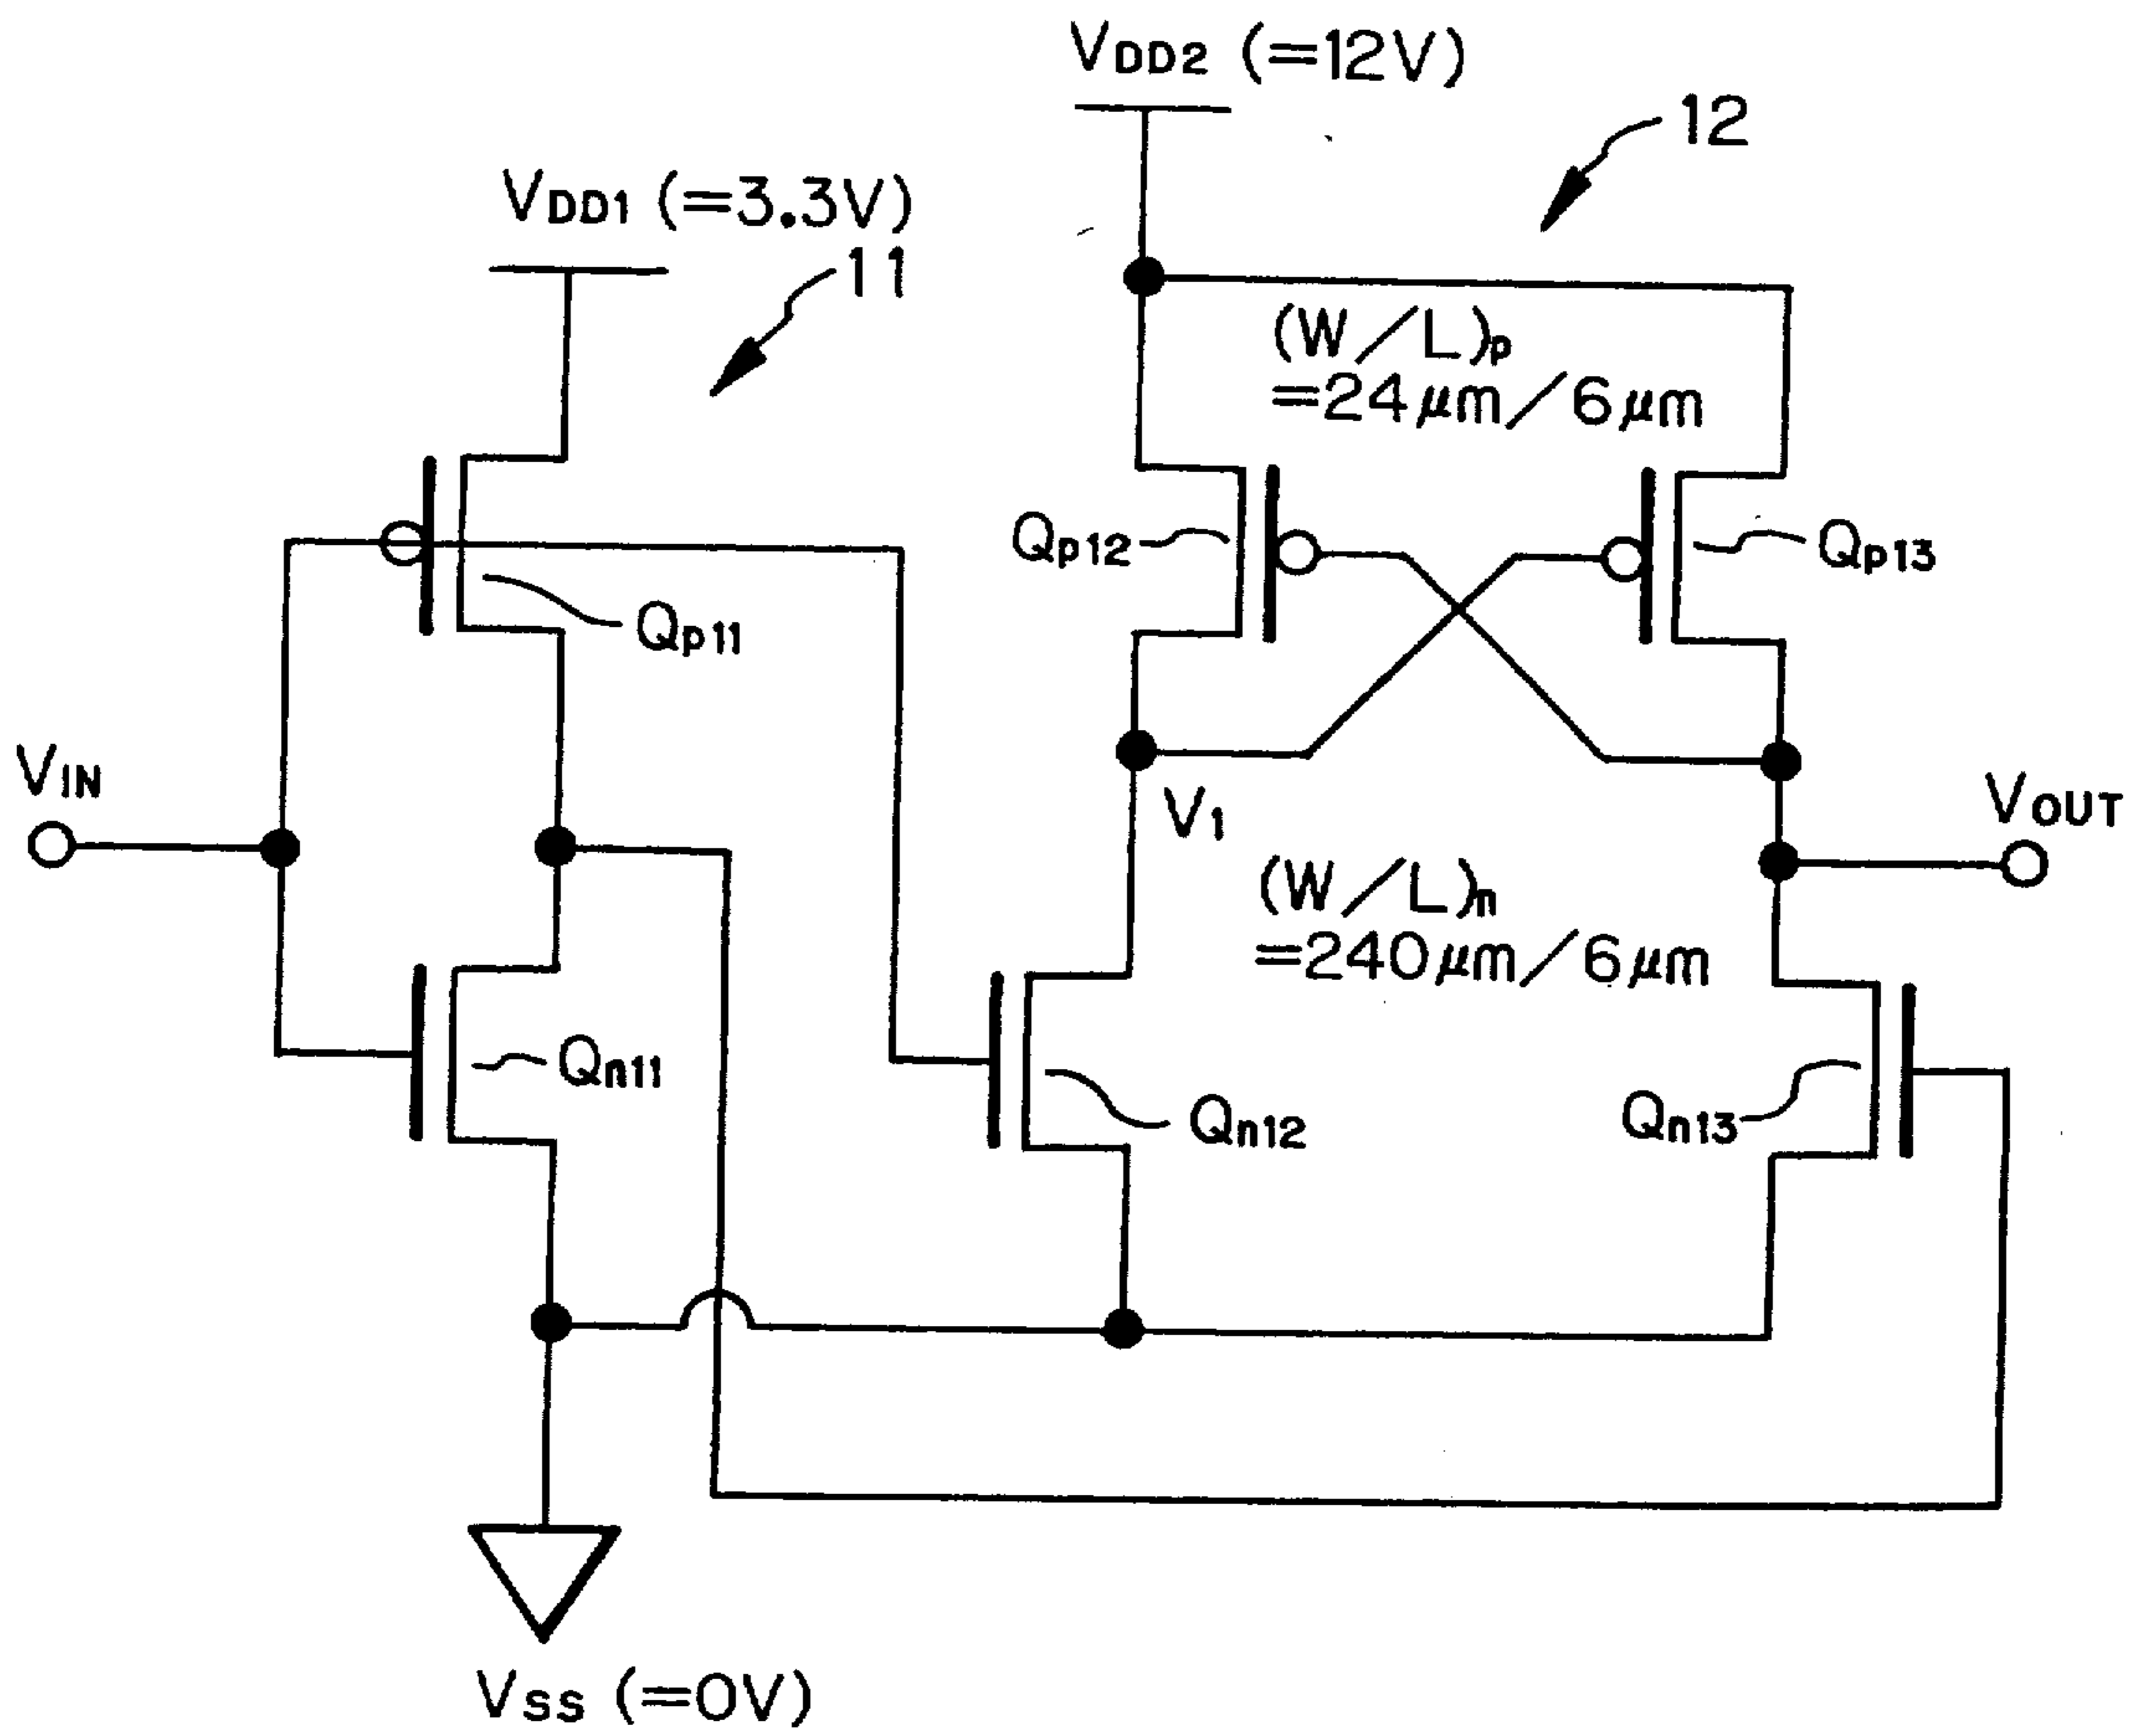 VDD2 (=12V)
12
VDD1 (=3.3V)
11
(W/L)p
=24μm/6μm
Qp12
Qp13
Qp11
VIN
V1
VOUT
(W/L)n
=240μm/6μm
Qn11
Qn12
Qn13
VSS (=0V)